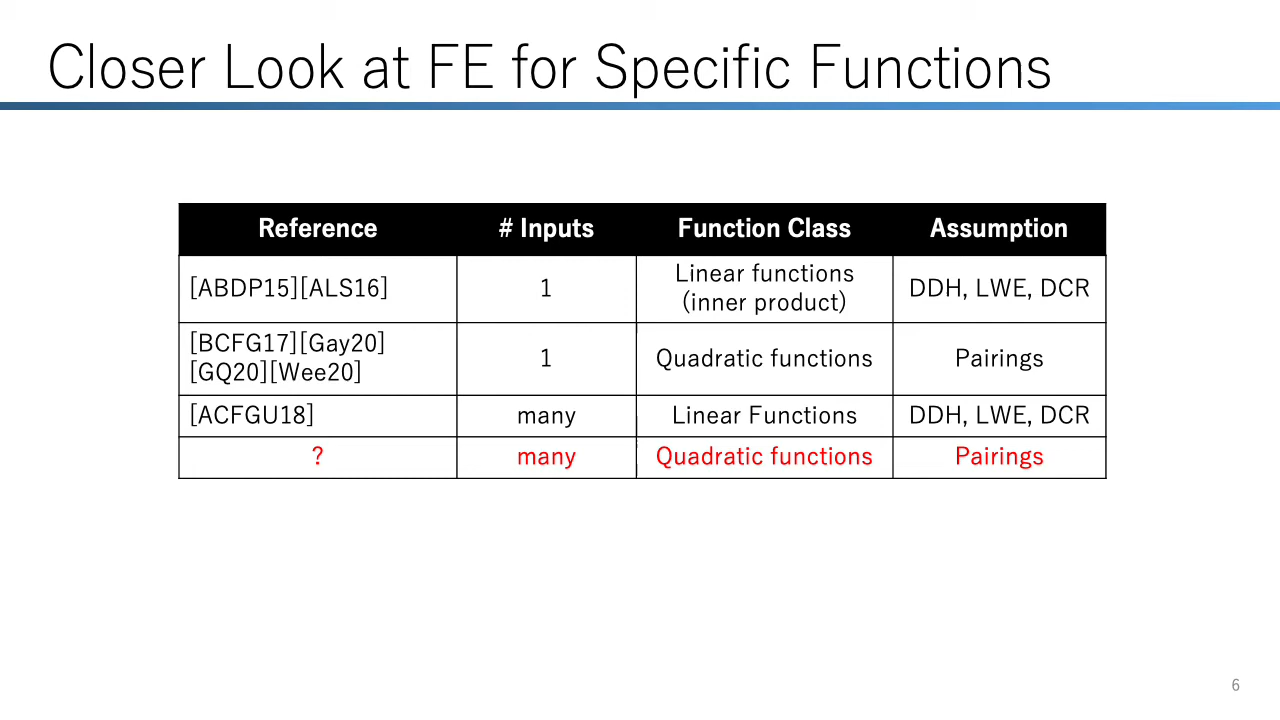 Closer Look at FE for Specific Functions
Reference # Inputs Function Class Assumption
[ABDP15][ALS16] 1 Linear functions (inner product) DDH, LWE, DCR
[BCFG17][Gay20] [GQ20][Wee20] 1 Quadratic functions Pairings
[ACFGU18] many Linear Functions DDH, LWE, DCR
? many Quadratic functions Pairings
6